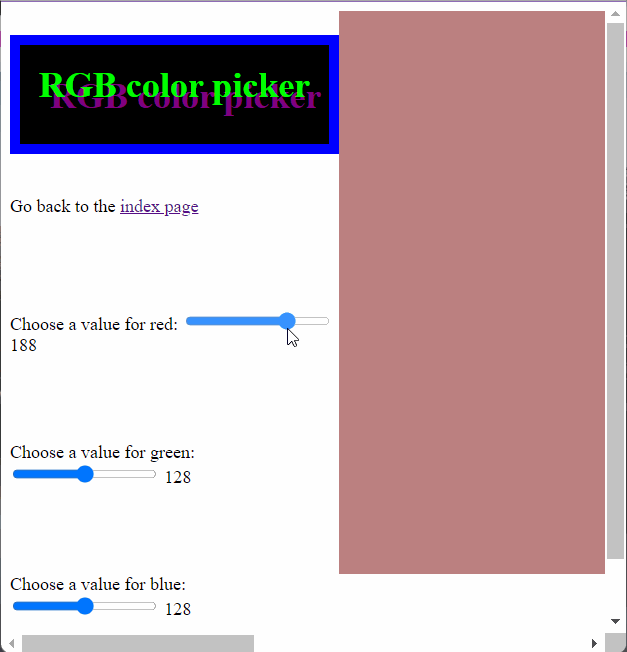 RGB color picker
Go back to the index page
Choose a value for red:
188
Choose a value for green:
128
Choose a value for blue:
128